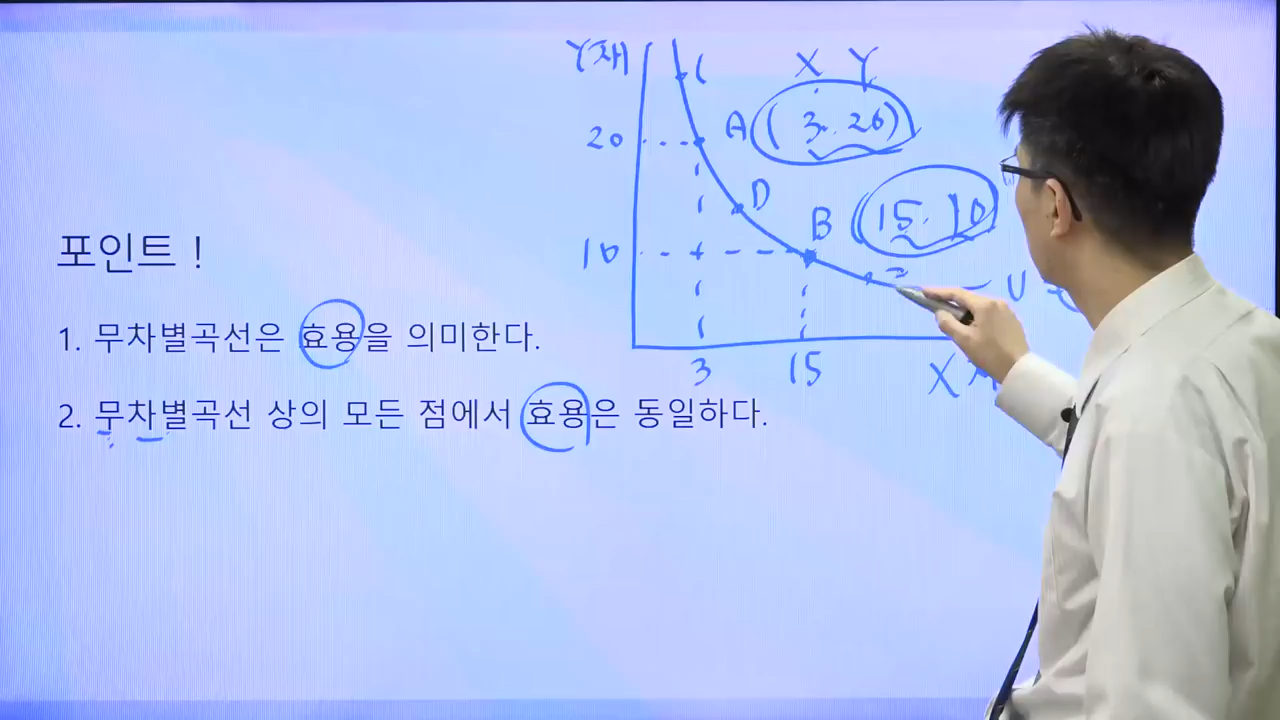 Y재
C
X Y
20
A (3. 20)
D
B (15. 10)
10
U
3
15
X
포인트 !
1. 무차별곡선은 효용을 의미한다.
2. 무차별곡선 상의 모든 점에서 효용은 동일하다.